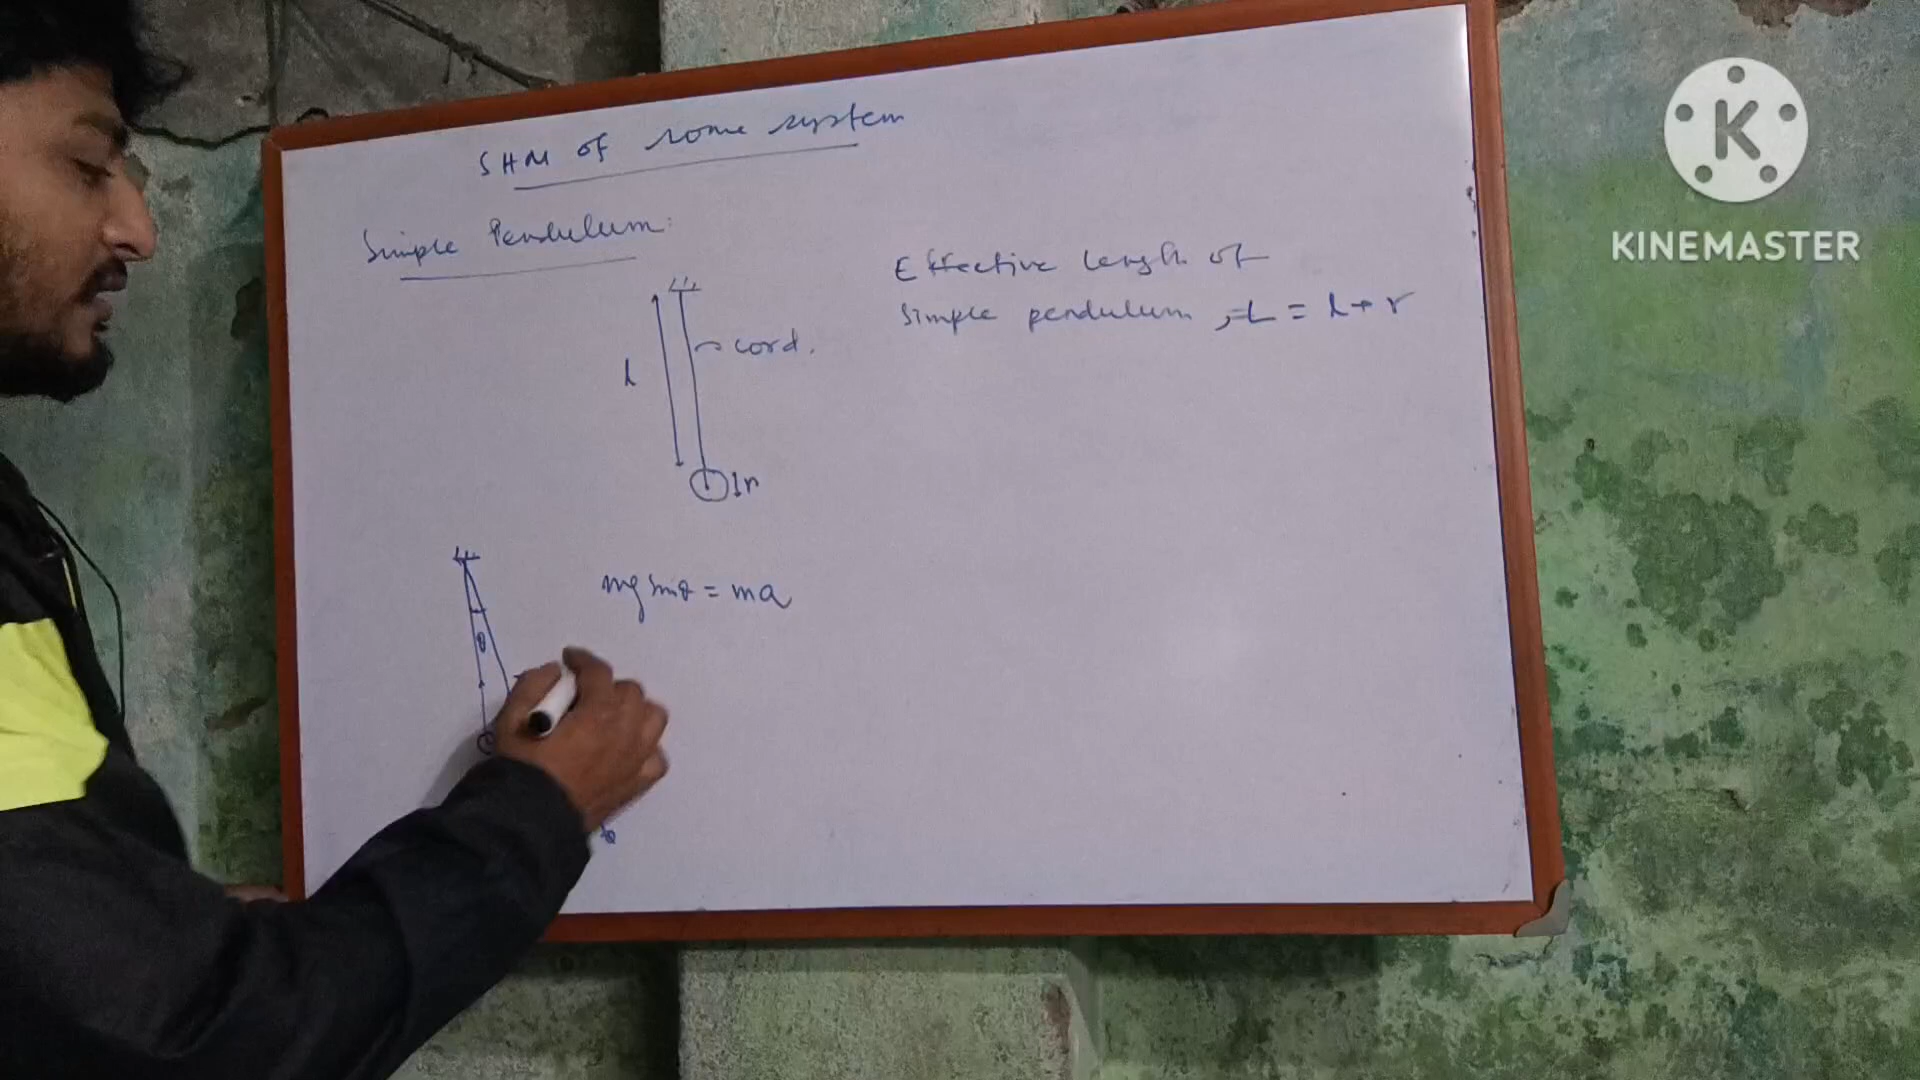 SHM of some system
Simple Pendulum:
Effective length of
Simple pendulum, =L = l + r
cord.
l
r
mg sinθ = ma
θ
θ
K
KINEMASTER